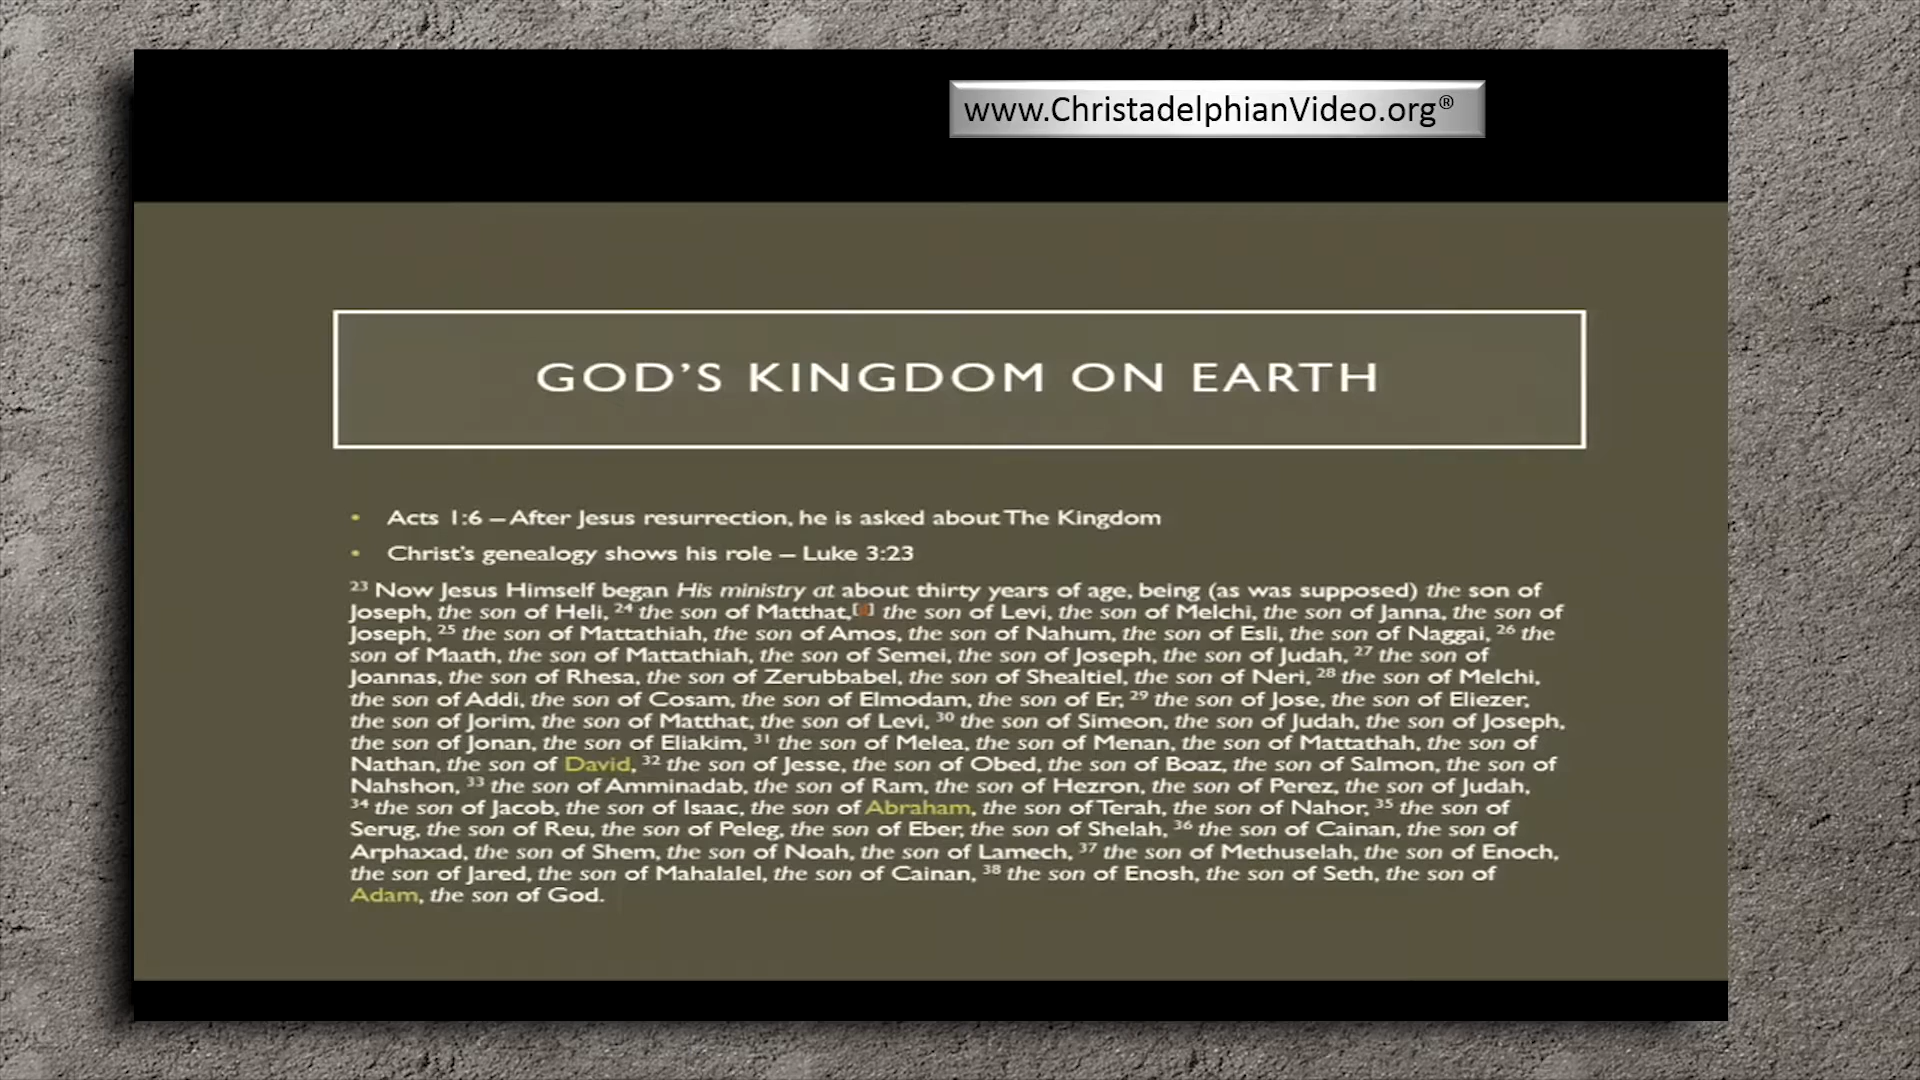 www.ChristadelphianVideo.org®
GOD'S KINGDOM ON EARTH
• Acts 1:6 – After Jesus resurrection, he is asked about The Kingdom
• Christ's genealogy shows his role – Luke 3:23
23 Now Jesus Himself began His ministry at about thirty years of age, being (as was supposed) the son of
Joseph, the son of Heli, 24 the son of Matthat,[ ] the son of Levi, the son of Melchi, the son of Janna, the son of
Joseph, 25 the son of Mattathiah, the son of Amos, the son of Nahum, the son of Esli, the son of Naggai, 26 the
son of Maath, the son of Mattathiah, the son of Semei, the son of Joseph, the son of Judah, 27 the son of
Joannas, the son of Rhesa, the son of Zerubbabel, the son of Shealtiel, the son of Neri, 28 the son of Melchi,
the son of Addi, the son of Cosam, the son of Elmodam, the son of Er, 29 the son of Jose, the son of Eliezer,
the son of Jorim, the son of Matthat, the son of Levi, 30 the son of Simeon, the son of Judah, the son of Joseph,
the son of Jonan, the son of Eliakim, 31 the son of Melea, the son of Menan, the son of Mattathah, the son of
Nathan, the son of David, 32 the son of Jesse, the son of Obed, the son of Boaz, the son of Salmon, the son of
Nahshon, 33 the son of Amminadab, the son of Ram, the son of Hezron, the son of Perez, the son of Judah,
34 the son of Jacob, the son of Isaac, the son of Abraham, the son of Terah, the son of Nahor, 35 the son of
Serug, the son of Reu, the son of Peleg, the son of Eber, the son of Shelah, 36 the son of Cainan, the son of
Arphaxad, the son of Shem, the son of Noah, the son of Lamech, 37 the son of Methuselah, the son of Enoch,
the son of Jared, the son of Mahalalel, the son of Cainan, 38 the son of Enosh, the son of Seth, the son of
Adam, the son of God.